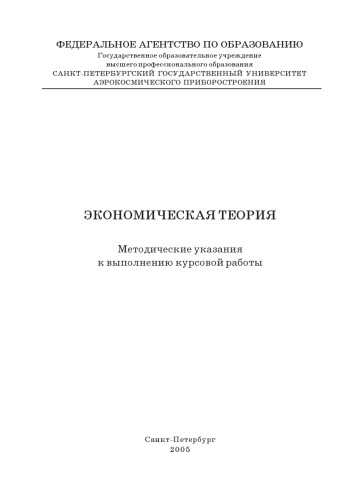 ФЕДЕРАЛЬНОЕ АГЕНТСТВО ПО ОБРАЗОВАНИЮ
Государственное образовательное учреждение
высшего профессионального образования
САНКТ-ПЕТЕРБУРГСКИЙ ГОСУДАРСТВЕННЫЙ УНИВЕРСИТЕТ
АЭРОКОСМИЧЕСКОГО ПРИБОРОСТРОЕНИЯ
ЭКОНОМИЧЕСКАЯ ТЕОРИЯ
Методические указания
к выполнению курсовой работы
Санкт-Петербург
2005